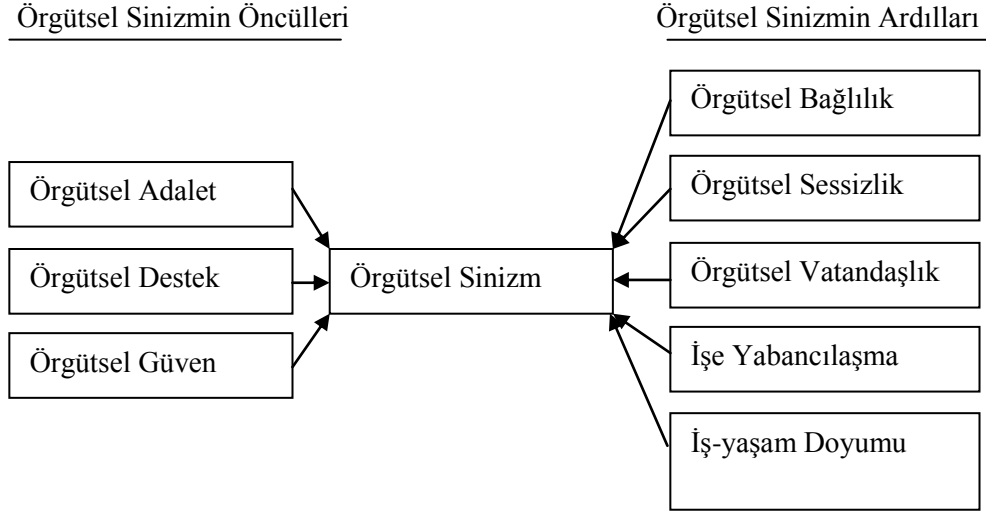 Örgütsel Sinizmin Öncülleri
Örgütsel Sinizmin Ardılları
Örgütsel Adalet
Örgütsel Destek
Örgütsel Güven
Örgütsel Sinizm
Örgütsel Bağlılık
Örgütsel Sessizlik
Örgütsel Vatandaşlık
İşe Yabancılaşma
İş-yaşam Doyumu